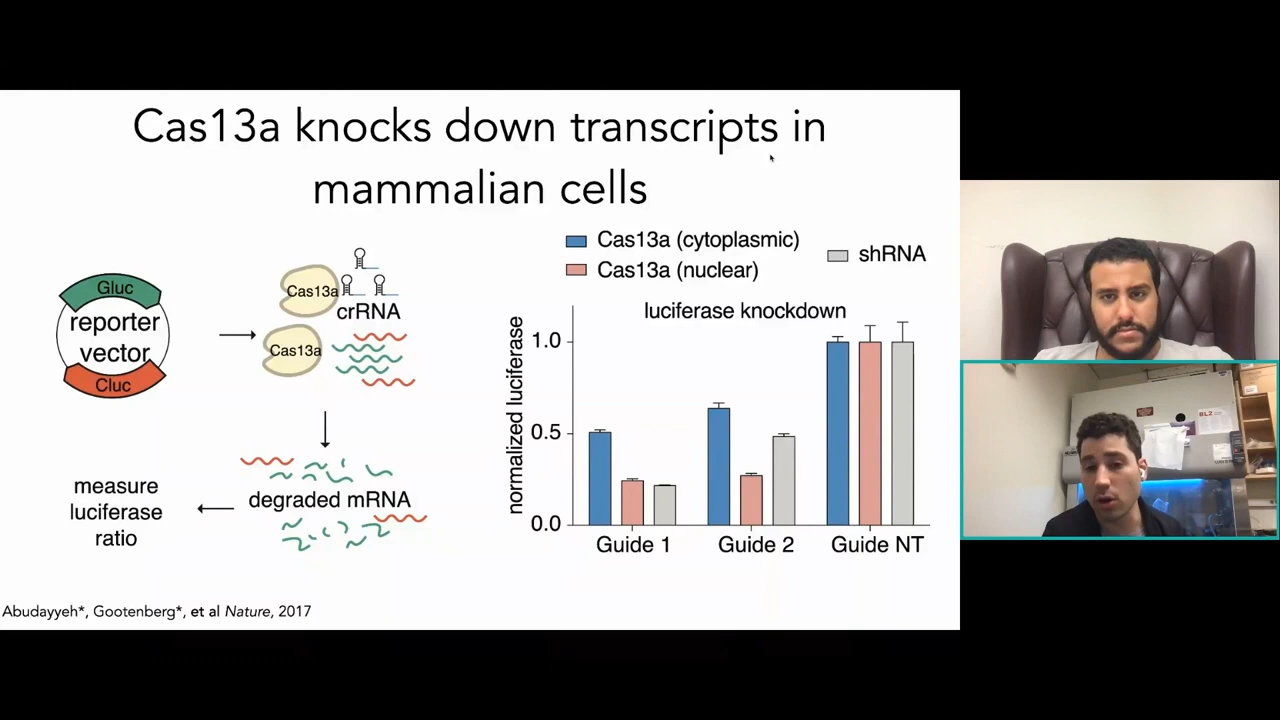 Cas13a knocks down transcripts in
mammalian cells
Gluc
reporter
vector
Cluc
Cas13a
crRNA
Cas13a
degraded mRNA
measure
luciferase
ratio
Cas13a (cytoplasmic)
Cas13a (nuclear)
shRNA
luciferase knockdown
normalized luciferase
1.0
0.5
0.0
Guide 1
Guide 2
Guide NT
Abudayyeh*, Gootenberg*, et al Nature, 2017
BL2